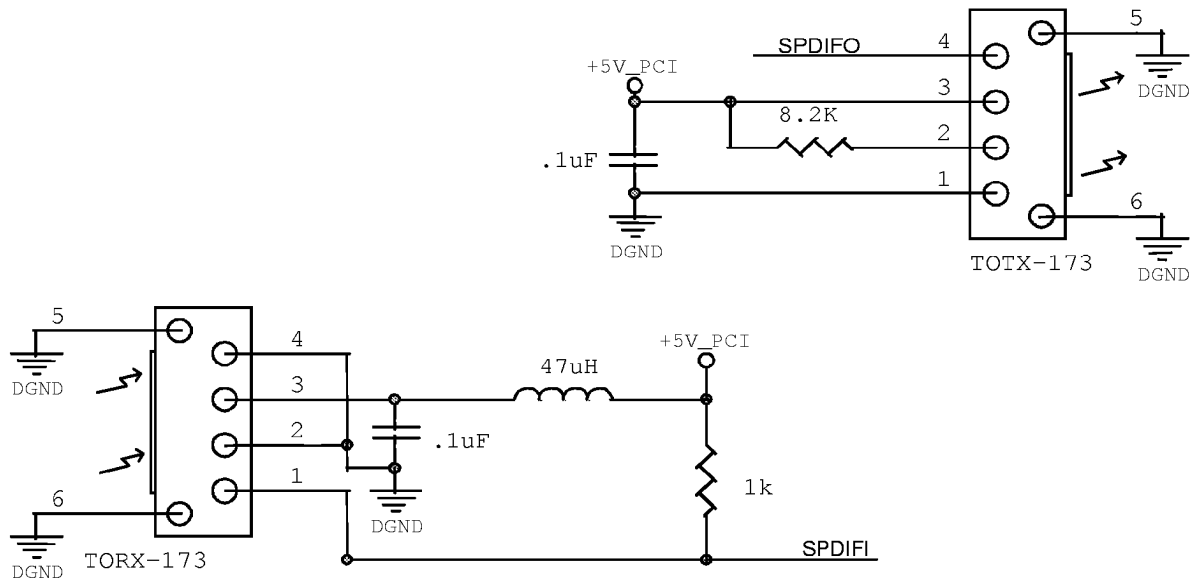 5
4
SPDIFO
+5V_PCI
3
DGND
8.2K
2
.1uF
1
6
DGND
TOTX-173
DGND
5
4
+5V_PCI
47uH
DGND
3
2
.1uF
1
1k
6
DGND
SPDIFI
TORX-173
DGND